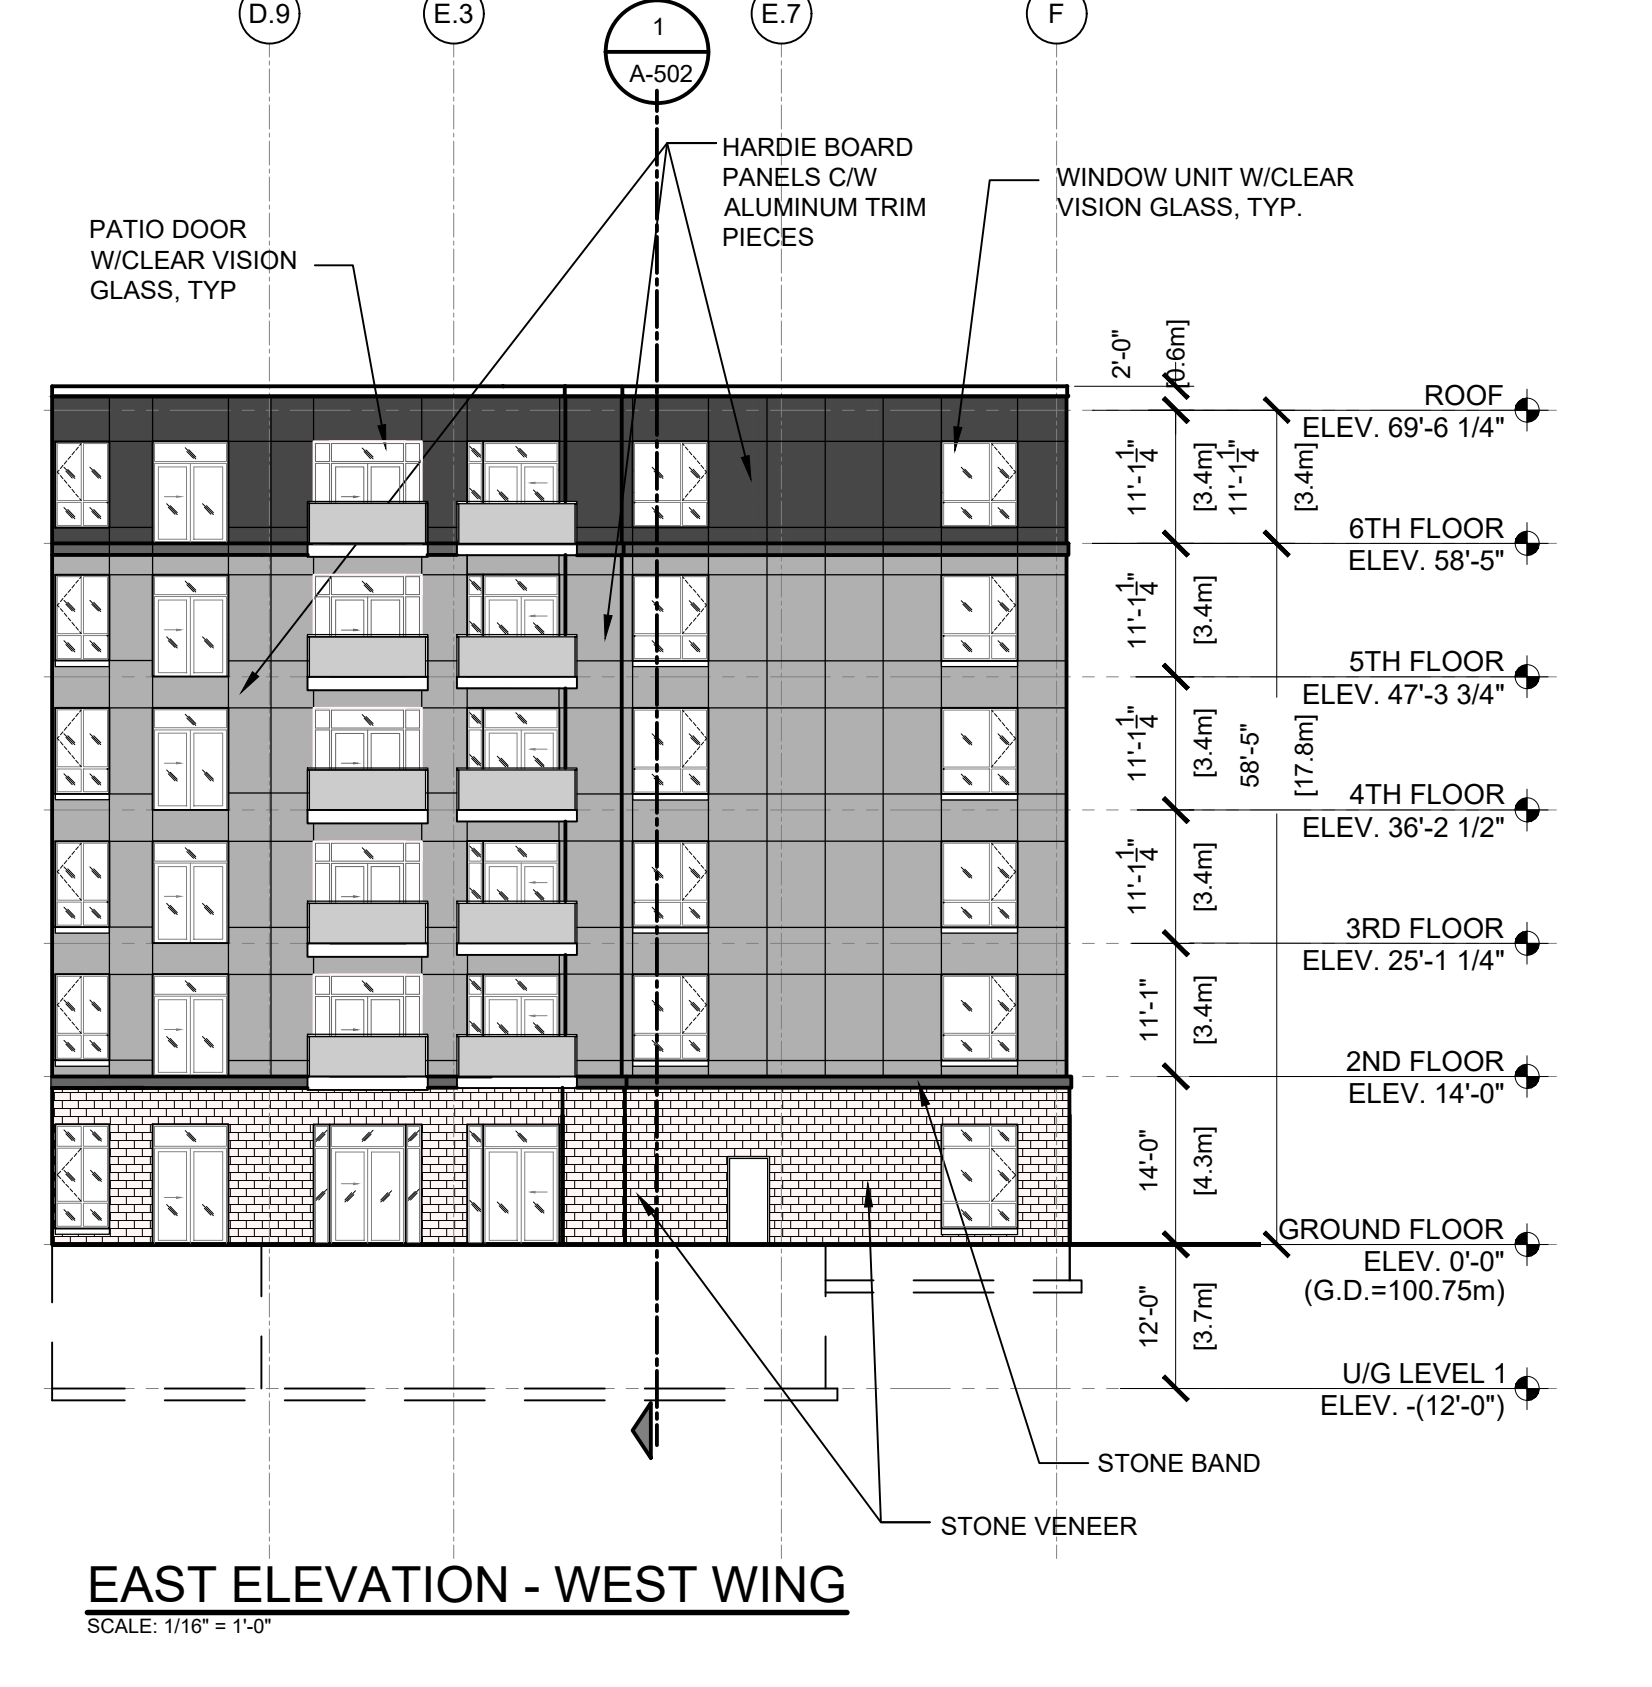 D.9
E.3
1
A-502
E.7
F
HARDIE BOARD
PANELS C/W
ALUMINUM TRIM
PIECES
WINDOW UNIT W/CLEAR
VISION GLASS, TYP.
PATIO DOOR
W/CLEAR VISION
GLASS, TYP
2'-0"
[0.6m]
ROOF
ELEV. 69'-6 1/4"
11'-1 1/4"
[3.4m]
11'-1 1/4"
[3.4m]
6TH FLOOR
ELEV. 58'-5"
11'-1 1/4"
[3.4m]
5TH FLOOR
ELEV. 47'-3 3/4"
11'-1 1/4"
[3.4m]
58'-5"
[17.8m]
4TH FLOOR
ELEV. 36'-2 1/2"
11'-1 1/4"
[3.4m]
3RD FLOOR
ELEV. 25'-1 1/4"
11'-1"
[3.4m]
2ND FLOOR
ELEV. 14'-0"
14'-0"
[4.3m]
GROUND FLOOR
ELEV. 0'-0"
(G.D.=100.75m)
12'-0"
[3.7m]
U/G LEVEL 1
ELEV. -(12'-0")
STONE BAND
STONE VENEER
EAST ELEVATION - WEST WING
SCALE: 1/16" = 1'-0"